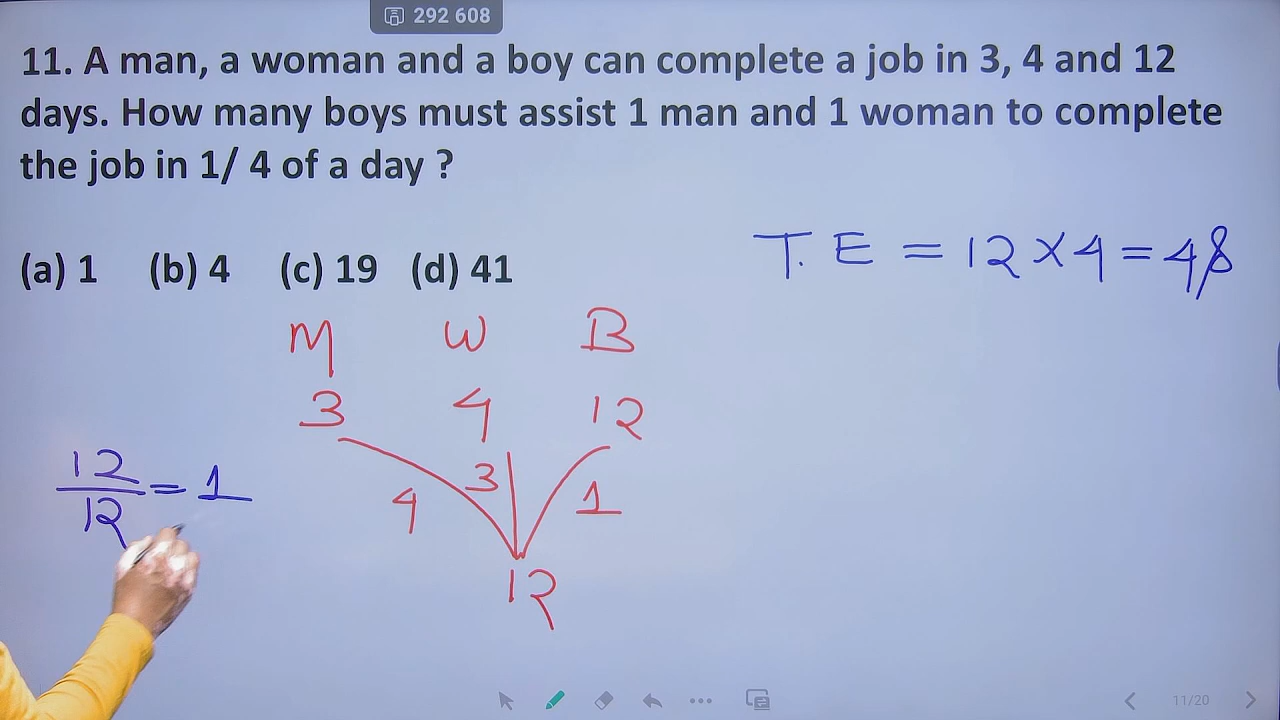 292 608
11. A man, a woman and a boy can complete a job in 3, 4 and 12
days. How many boys must assist 1 man and 1 woman to complete
the job in 1/ 4 of a day ?
T. E = 12 X 4 = 48
(a) 1 (b) 4 (c) 19 (d) 41
M W B
3 4 12
12/12 = 1
4 3 1
12
11/20